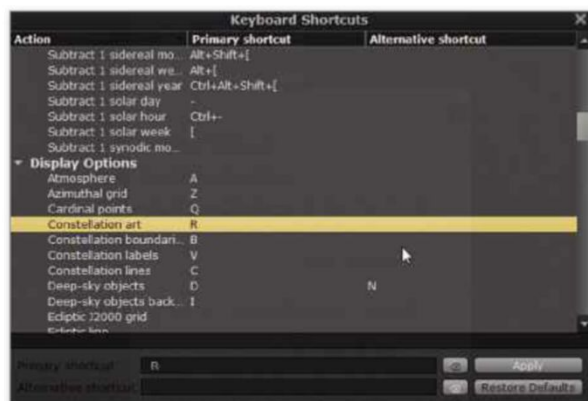 Keyboard Shortcuts
Action Primary shortcut Alternative shortcut
Subtract 1 sidereal mo... Alt+Shift+[
Subtract 1 sidereal we... Alt+[
Subtract 1 sidereal year Ctrl+Alt+Shift+[
Subtract 1 solar day -
Subtract 1 solar hour Ctrl+-
Subtract 1 solar week [
Subtract 1 synodic mo...
Display Options
Atmosphere A
Azimuthal grid Z
Cardinal points Q
Constellation art R
Constellation boundari... B
Constellation labels V
Constellation lines C
Deep-sky objects D N
Deep-sky objects back... I
Ecliptic J2000 grid
Ecliptic line
Primary shortcut R Apply
Alternative shortcut Restore Defaults